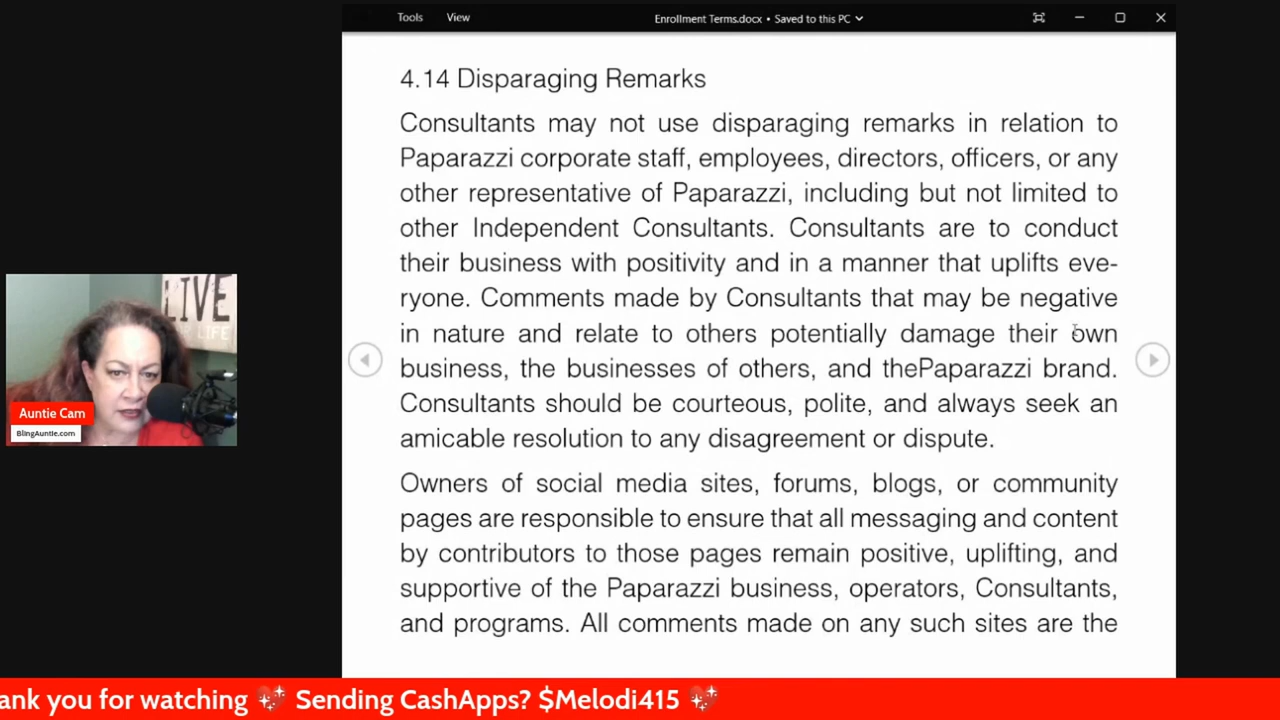 Tools View Enrollment Terms.docx • Saved to this PC
4.14 Disparaging Remarks
Consultants may not use disparaging remarks in relation to
Paparazzi corporate staff, employees, directors, officers, or any
other representative of Paparazzi, including but not limited to
other Independent Consultants. Consultants are to conduct
their business with positivity and in a manner that uplifts eve-
ryone. Comments made by Consultants that may be negative
in nature and relate to others potentially damage their own
business, the businesses of others, and thePaparazzi brand.
Consultants should be courteous, polite, and always seek an
amicable resolution to any disagreement or dispute.
Owners of social media sites, forums, blogs, or community
pages are responsible to ensure that all messaging and content
by contributors to those pages remain positive, uplifting, and
supportive of the Paparazzi business, operators, Consultants,
and programs. All comments made on any such sites are the
LIVE
LIFE
Auntie Cam
BlingAuntie.com
ank you for watching 💖 Sending CashApps? $Melodi415 💖